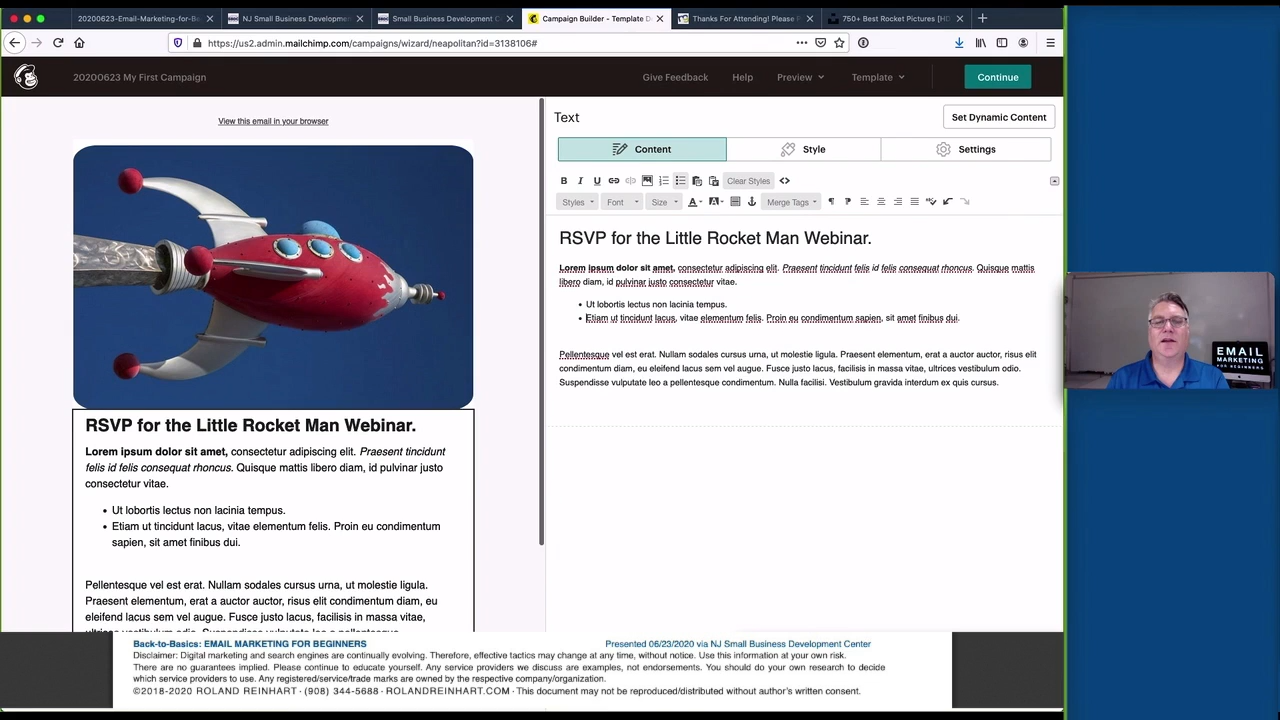 20200623-Email-Marketing-for-Be
NJ Small Business Developmen
Small Business Development C
Campaign Builder - Template D
Thanks For Attending! Please F
750+ Best Rocket Pictures [HD
https://us2.admin.mailchimp.com/campaigns/wizard/neapolitan?id=3138106#
20200623 My First Campaign
Give Feedback
Help
Preview
Template
Continue
View this email in your browser
RSVP for the Little Rocket Man Webinar.
Lorem ipsum dolor sit amet, consectetur adipiscing elit. Praesent tincidunt
felis id felis consequat rhoncus. Quisque mattis libero diam, id pulvinar justo
consectetur vitae.
• Ut lobortis lectus non lacinia tempus.
• Etiam ut tincidunt lacus, vitae elementum felis. Proin eu condimentum
sapien, sit amet finibus dui.
Pellentesque vel est erat. Nullam sodales cursus urna, ut molestie ligula.
Praesent elementum, erat a auctor auctor, risus elit condimentum diam, eu
eleifend lacus sem vel augue. Fusce justo lacus, facilisis in massa vitae,
ultrices vestibulum odio. Suspendisse vulputate leo a pellentesque
Text
Set Dynamic Content
Content
Style
Settings
B I U
Clear Styles
Styles
Font
Size
A
A
Merge Tags
RSVP for the Little Rocket Man Webinar.
Lorem ipsum dolor sit amet, consectetur adipiscing elit. Praesent tincidunt felis id felis consequat rhoncus. Quisque mattis
libero diam, id pulvinar justo consectetur vitae.
• Ut lobortis lectus non lacinia tempus.
• Etiam ut tincidunt lacus, vitae elementum felis. Proin eu condimentum sapien, sit amet finibus dui.
Pellentesque vel est erat. Nullam sodales cursus urna, ut molestie ligula. Praesent elementum, erat a auctor auctor, risus elit
condimentum diam, eu eleifend lacus sem vel augue. Fusce justo lacus, facilisis in massa vitae, ultrices vestibulum odio.
Suspendisse vulputate leo a pellentesque condimentum. Nulla facilisi. Vestibulum gravida interdum ex quis cursus.
EMAIL
MARKETING
FOR BEGINNERS
Back-to-Basics: EMAIL MARKETING FOR BEGINNERS
Presented 06/23/2020 via NJ Small Business Development Center
Disclaimer: Digital marketing and search engines are continually evolving. Therefore, effective tactics may change at any time, without notice. Use this information at your own risk.
There are no guarantees implied. Please continue to educate yourself. Any service providers we discuss are examples, not endorsements. You should do your own research to decide
which service providers to use. Any registered/service/trade marks are owned by the respective company/organization.
©2018-2020 ROLAND REINHART · (908) 344-5688 · ROLANDREINHART.COM · This document may not be reproduced/distributed without author's written consent.